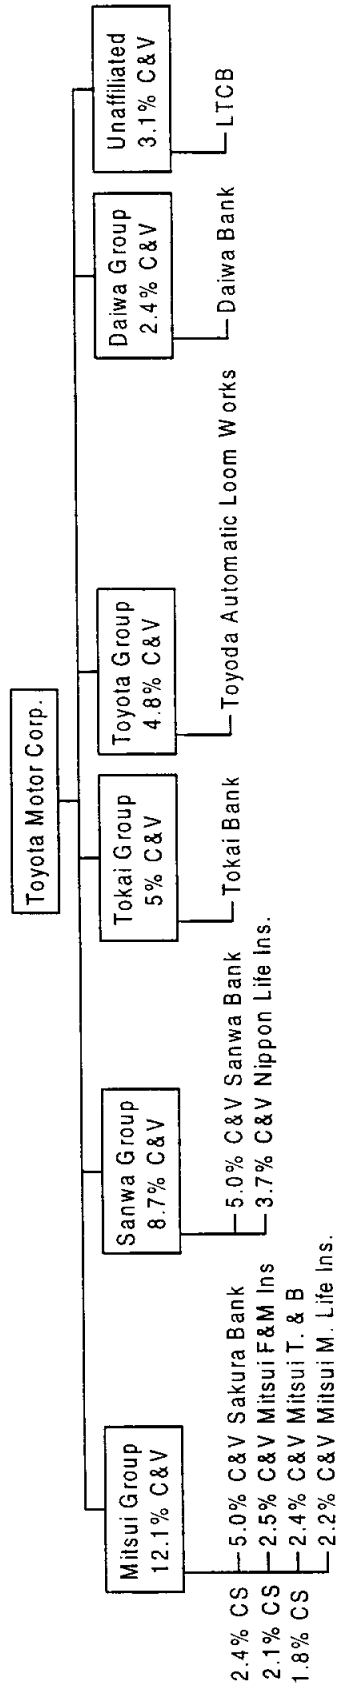 Toyota Motor Corp.
Mitsui Group
12.1% C&V
Sanwa Group
8.7% C&V
Tokai Group
5% C&V
Toyota Group
4.8% C&V
Daiwa Group
2.4% C&V
Unaffiliated
3.1% C&V
2.4% CS
5.0% C&V Sakura Bank
2.1% CS
2.5% C&V Mitsui F&M Ins
1.8% CS
2.4% C&V Mitsui T. & B
2.2% C&V Mitsui M. Life Ins.
5.0% C&V Sanwa Bank
3.7% C&V Nippon Life Ins.
Tokai Bank
Toyoda Automatic Loom Works
Daiwa Bank
LTCB